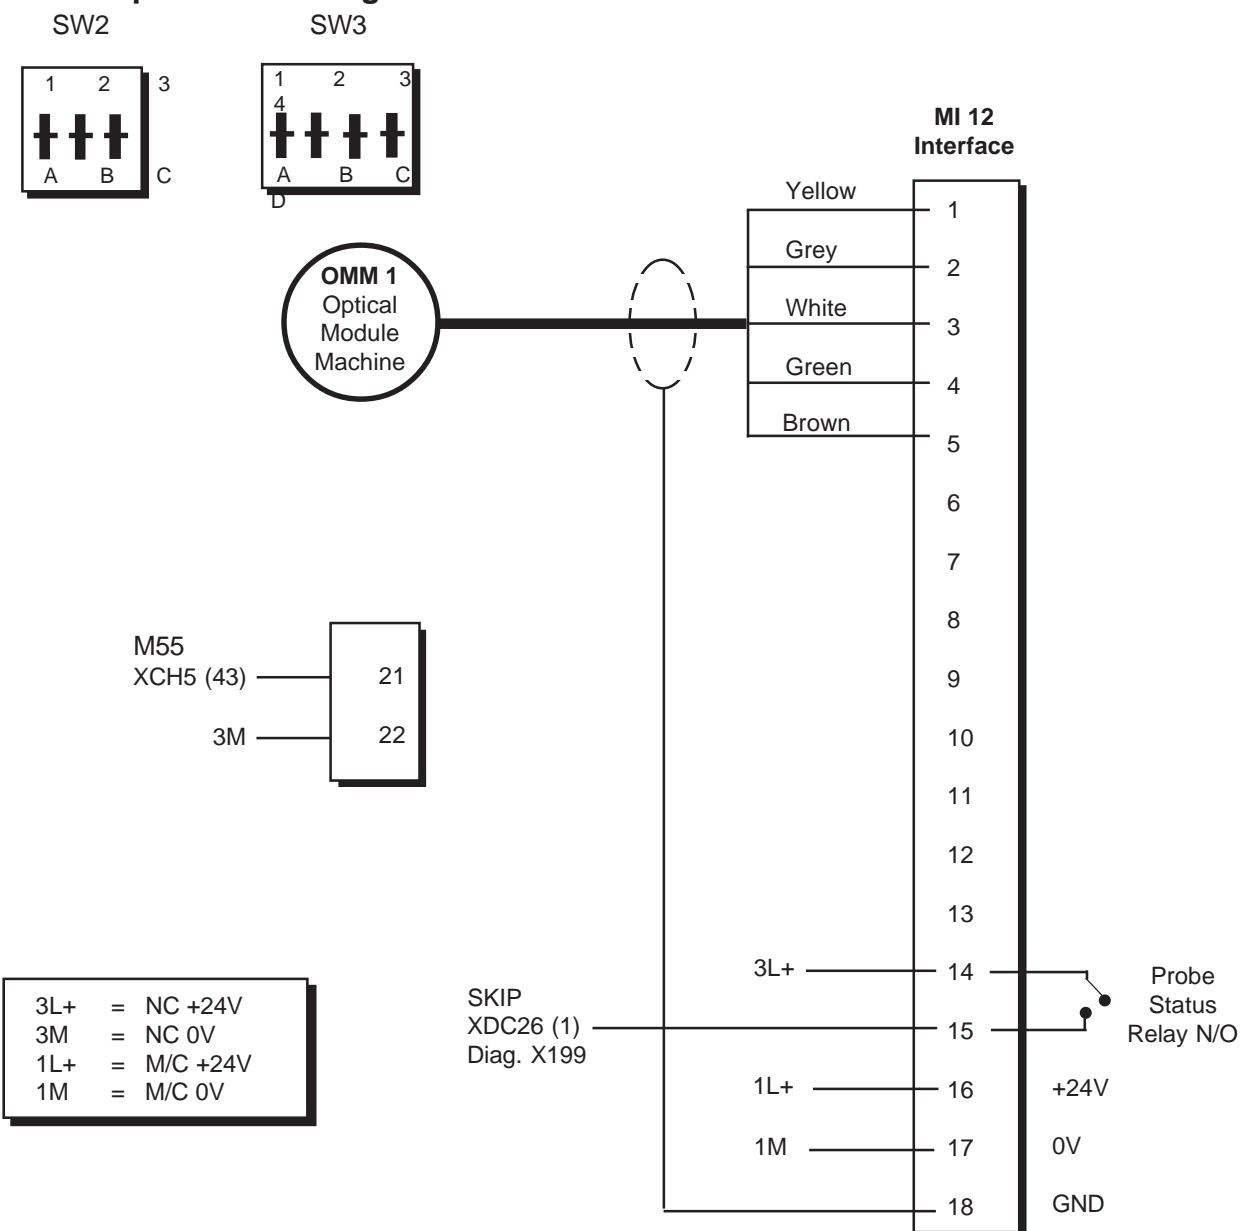 SW2
SW3
1 2 3
A B C
1 2 3
4
A B C
D
MI 12
Interface
OMM 1
Optical
Module
Machine
Yellow
Grey
White
Green
Brown
1
2
3
4
5
6
7
8
9
10
11
12
13
14
15
16
17
18
M55
XCH5 (43)
21
3M
22
3L+
SKIP
XDC26 (1)
Diag. X199
1L+
1M
Probe
Status
Relay N/O
+24V
0V
GND
3L+ = NC +24V
3M = NC 0V
1L+ = M/C +24V
1M = M/C 0V